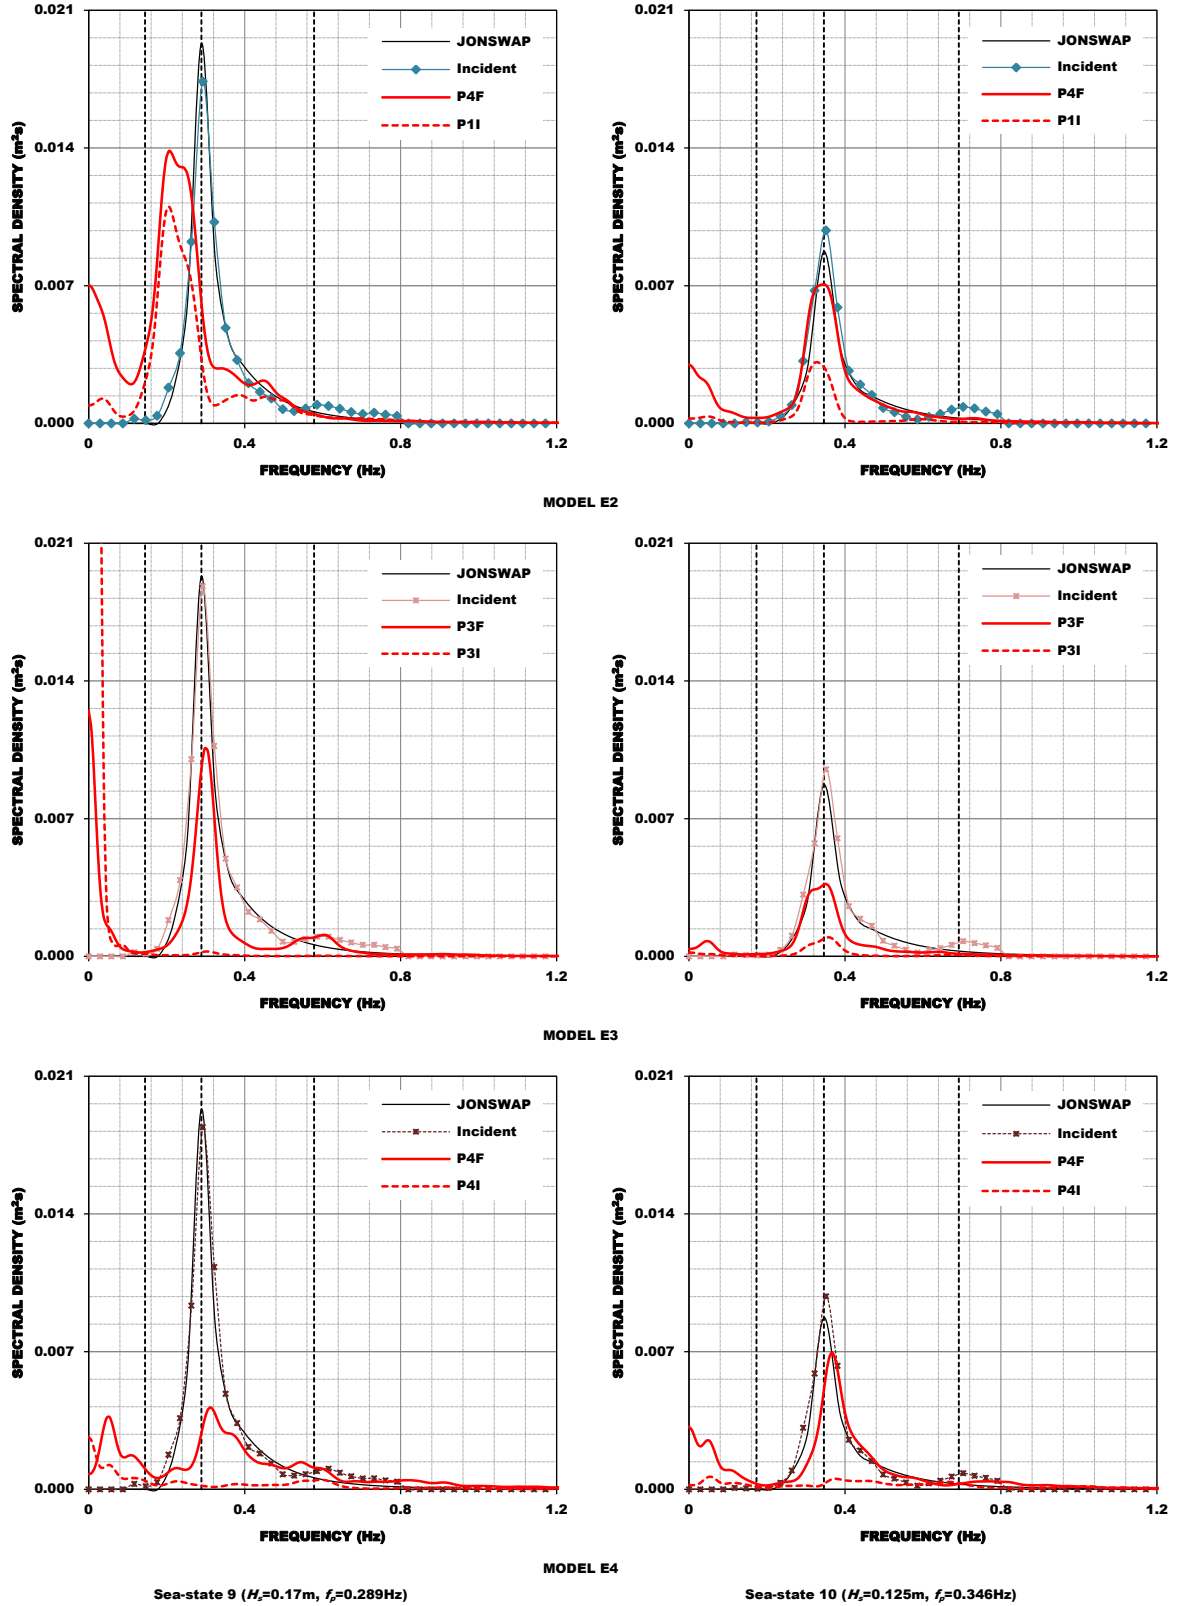 0.021
0.014
0.007
0.000
SPECTRAL DENSITY (m²s)
JONSWAP
Incident
P4F
P1I
0
0.4
0.8
1.2
FREQUENCY (Hz)
0.021
0.014
0.007
0.000
SPECTRAL DENSITY (m²s)
JONSWAP
Incident
P4F
P1I
0
0.4
0.8
1.2
FREQUENCY (Hz)
MODEL E2
0.021
0.014
0.007
0.000
SPECTRAL DENSITY (m²s)
JONSWAP
Incident
P3F
P3I
0
0.4
0.8
1.2
FREQUENCY (Hz)
0.021
0.014
0.007
0.000
SPECTRAL DENSITY (m²s)
JONSWAP
Incident
P3F
P3I
0
0.4
0.8
1.2
FREQUENCY (Hz)
MODEL E3
0.021
0.014
0.007
0.000
SPECTRAL DENSITY (m²s)
JONSWAP
Incident
P4F
P4I
0
0.4
0.8
1.2
FREQUENCY (Hz)
0.021
0.014
0.007
0.000
SPECTRAL DENSITY (m²s)
JONSWAP
Incident
P4F
P4I
0
0.4
0.8
1.2
FREQUENCY (Hz)
MODEL E4
Sea-state 9 (Hs=0.17m, fp=0.289Hz)
Sea-state 10 (Hs=0.125m, fp=0.346Hz)